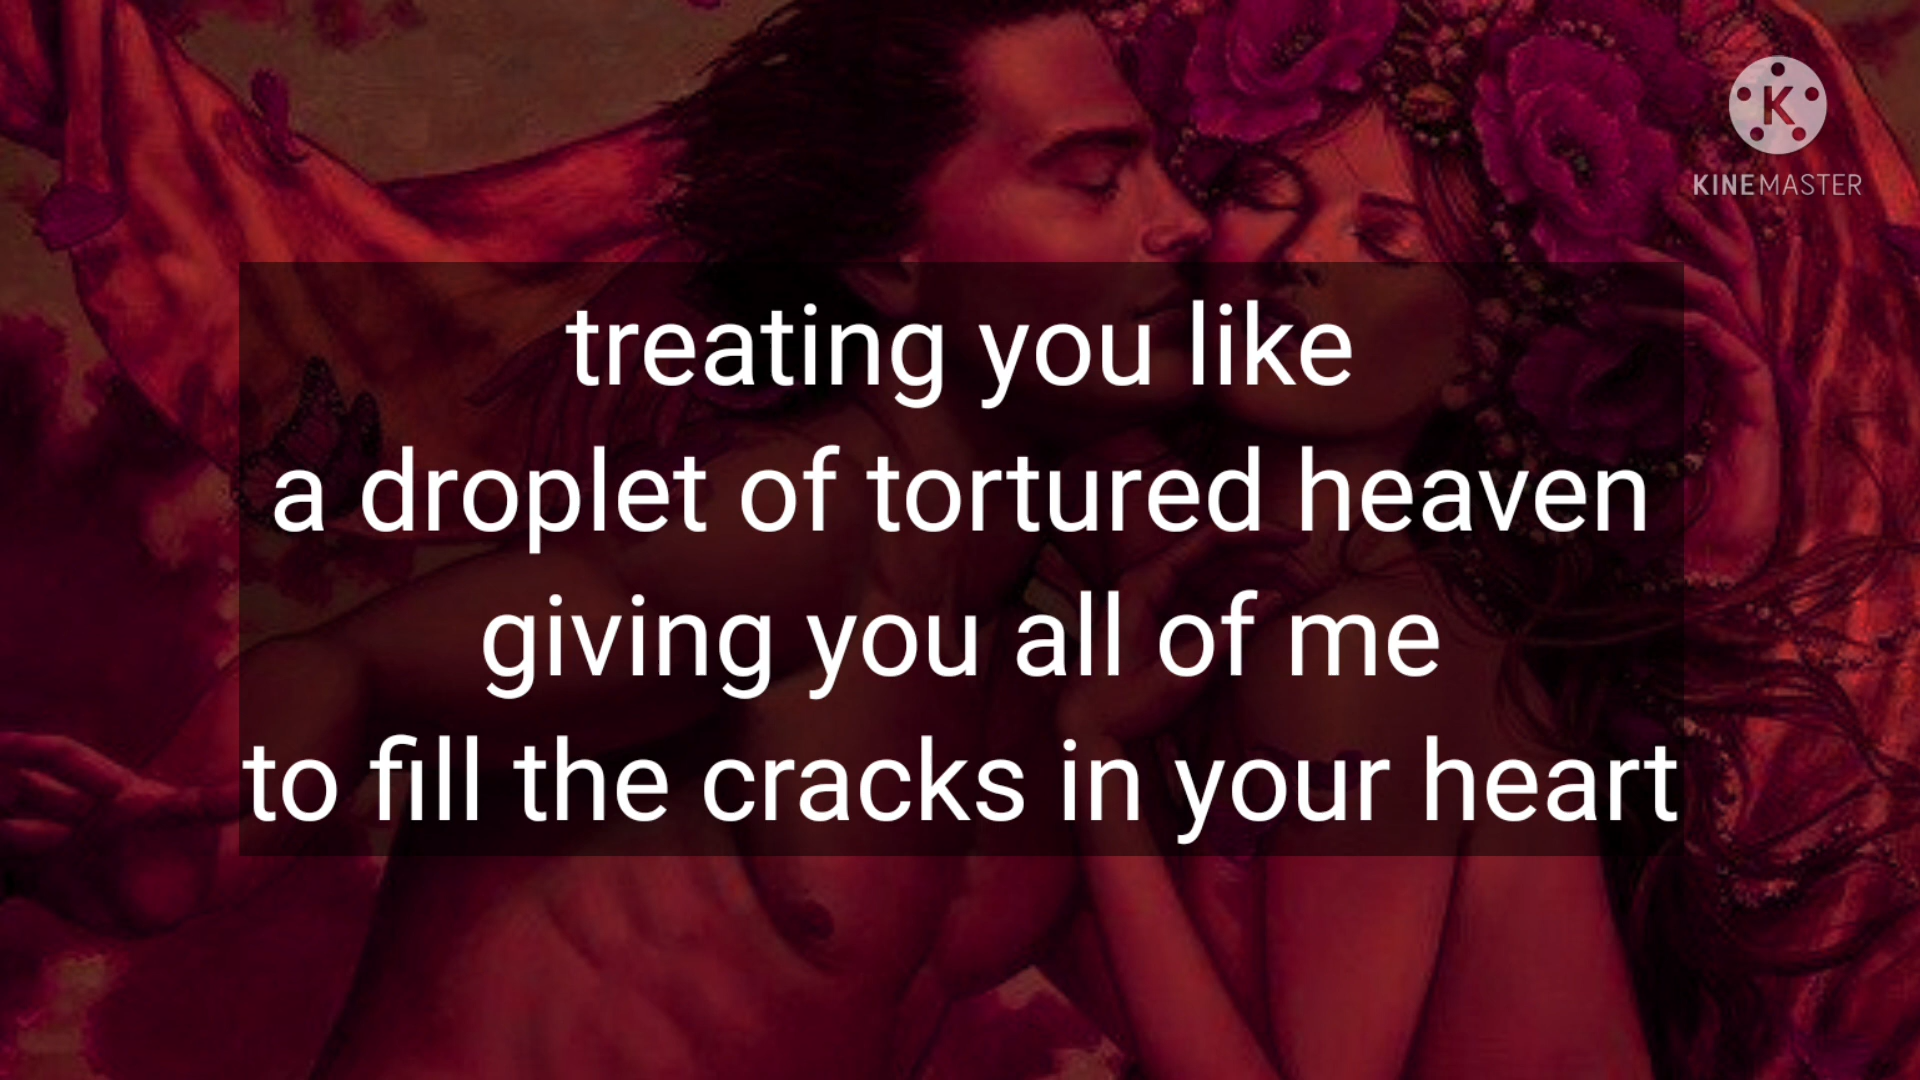 KINEMASTER
treating you like
a droplet of tortured heaven
giving you all of me
to fill the cracks in your heart